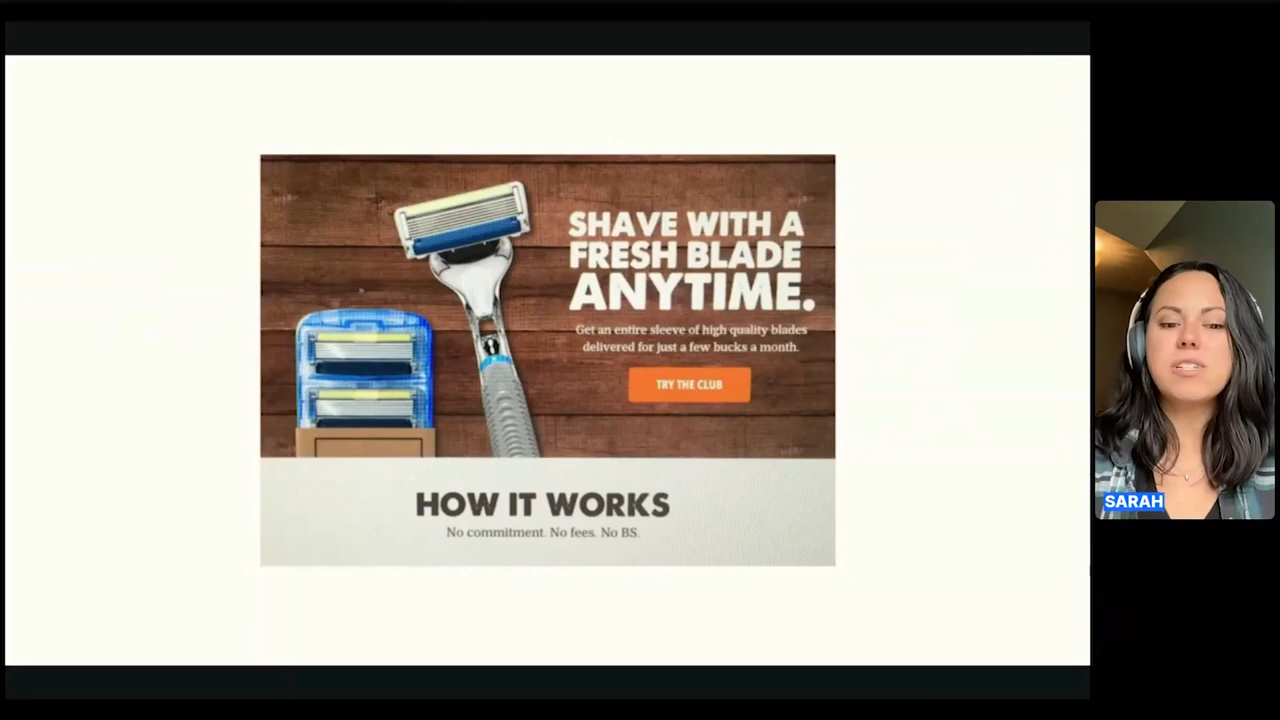 SHAVE WITH A
FRESH BLADE
ANYTIME.
Get an entire sleeve of high quality blades
delivered for just a few bucks a month.
TRY THE CLUB
HOW IT WORKS
No commitment. No fees. No BS.
SARAH